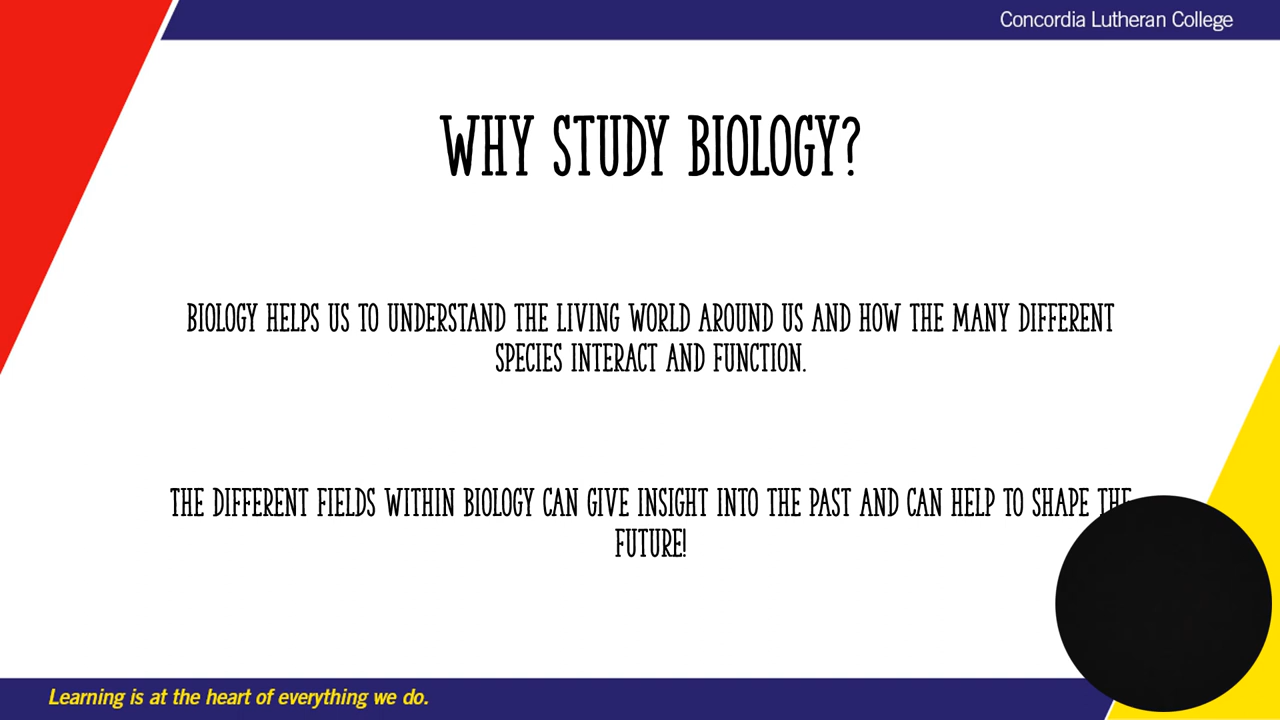 Concordia Lutheran College
WHY STUDY BIOLOGY?
BIOLOGY HELPS US TO UNDERSTAND THE LIVING WORLD AROUND US AND HOW THE MANY DIFFERENT
SPECIES INTERACT AND FUNCTION.
THE DIFFERENT FIELDS WITHIN BIOLOGY CAN GIVE INSIGHT INTO THE PAST AND CAN HELP TO SHAPE THE
FUTURE!
Learning is at the heart of everything we do.